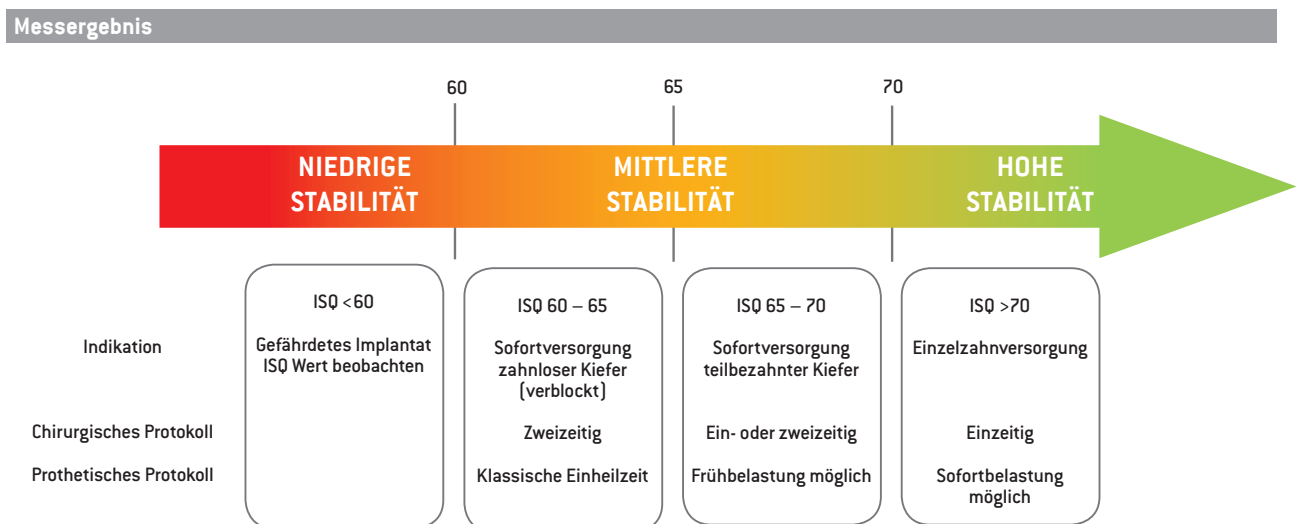 Messergebnis
60
65
70
NIEDRIGE
STABILITÄT
MITTLERE
STABILITÄT
HOHE
STABILITÄT
ISQ <60
ISQ 60 – 65
ISQ 65 – 70
ISQ >70
Indikation
Gefährdetes Implantat
ISQ Wert beobachten
Sofortversorgung
zahnloser Kiefer
(verblockt)
Sofortversorgung
teilbezahnter Kiefer
Einzelzahnversorgung
Chirurgisches Protokoll
Zweizeitig
Ein- oder zweizeitig
Einzeitig
Prothetisches Protokoll
Klassische Einheilzeit
Frühbelastung möglich
Sofortbelastung
möglich